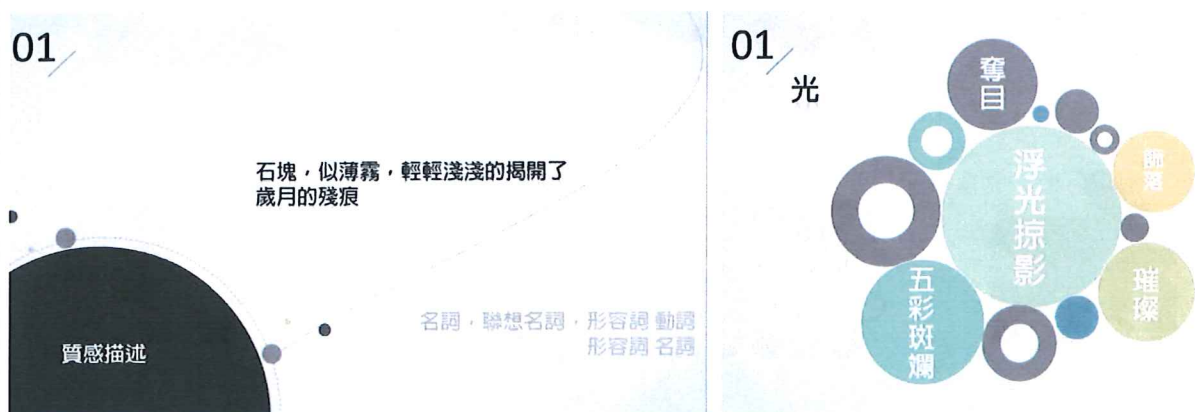 01
石塊，似薄霧，輕輕淺淺的揭開了
歲月的殘痕
名詞，聯想名詞，形容詞 動詞
形容詞 名詞
質感描述
01
光
奪目
浮光掠影
篩落
璀璨
五彩斑斕